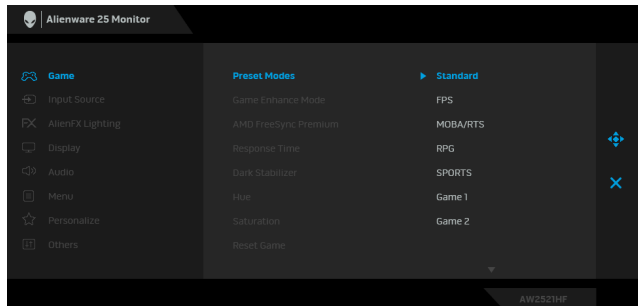 Alienware 25 Monitor
Game
Preset Modes
Standard
Input Source
Game Enhance Mode
FPS
FX
AlienFX Lighting
AMD FreeSync Premium
MOBA/RTS
Display
Response Time
RPG
Audio
Dark Stabilizer
SPORTS
Menu
Hue
Game 1
Personalize
Saturation
Game 2
Others
Reset Game
AW2521HF